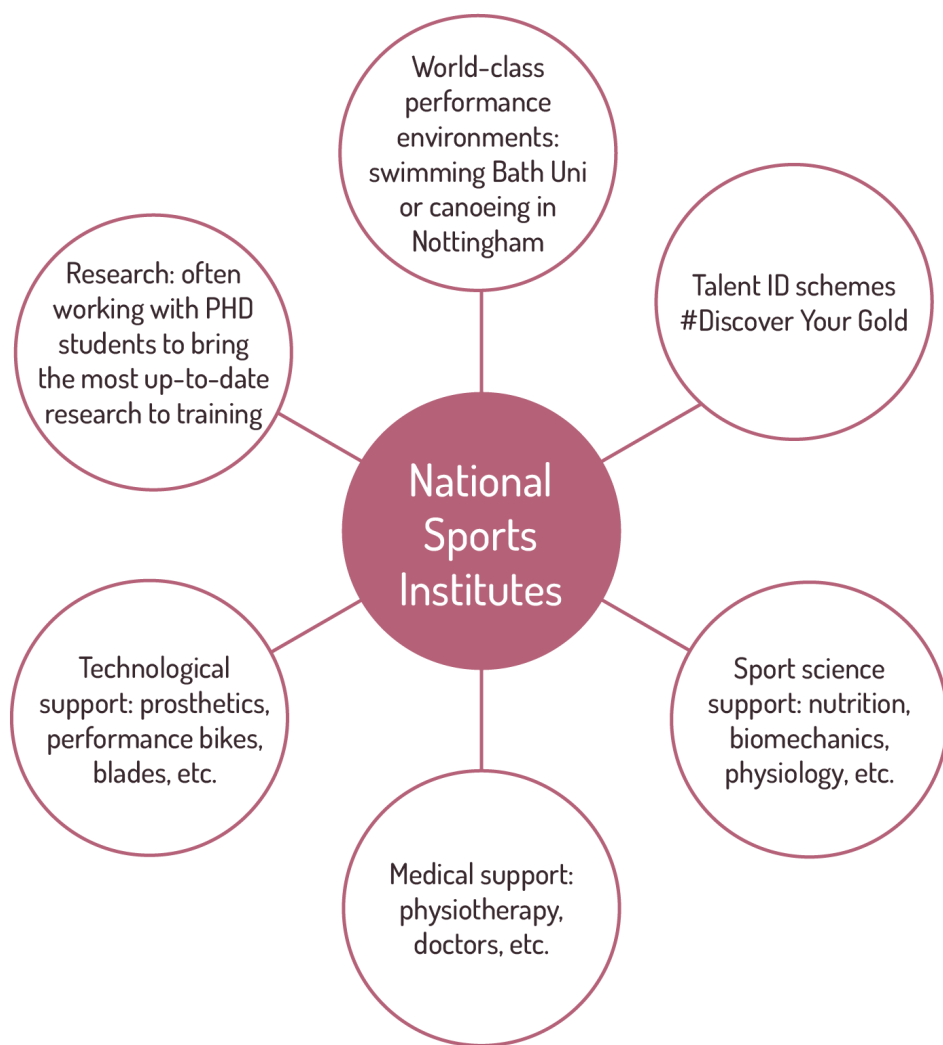 World-class
performance
environments:
swimming Bath Uni
or canoeing in
Nottingham
Talent ID schemes
#Discover Your Gold
Research: often
working with PHD
students to bring
the most up-to-date
research to training
National
Sports
Institutes
Technological
support: prosthetics,
performance bikes,
blades, etc.
Sport science
support: nutrition,
biomechanics,
physiology, etc.
Medical support:
physiotherapy,
doctors, etc.